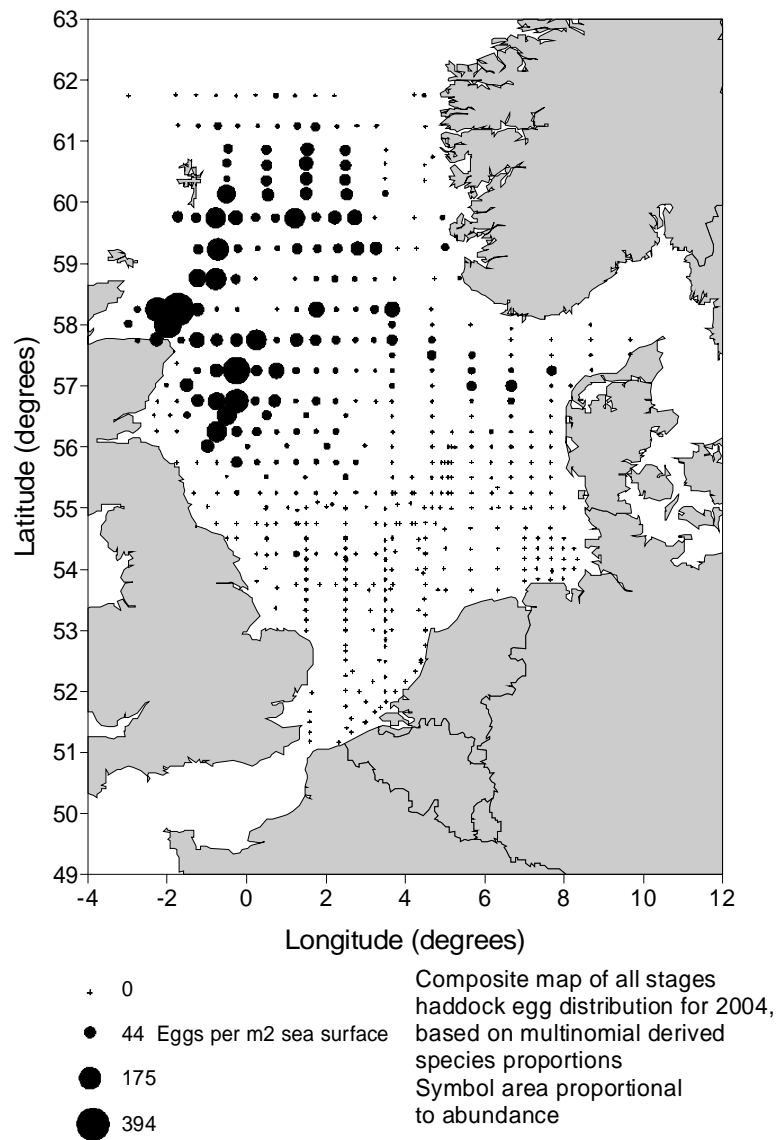 63
62
61
60
59
58
57
56
55
54
53
52
51
50
49
Latitude (degrees)
-4 -2 0 2 4 6 8 10 12
Longitude (degrees)
0
44 Eggs per m2 sea surface
175
394
Composite map of all stages
haddock egg distribution for 2004,
based on multinomial derived
species proportions
Symbol area proportional
to abundance